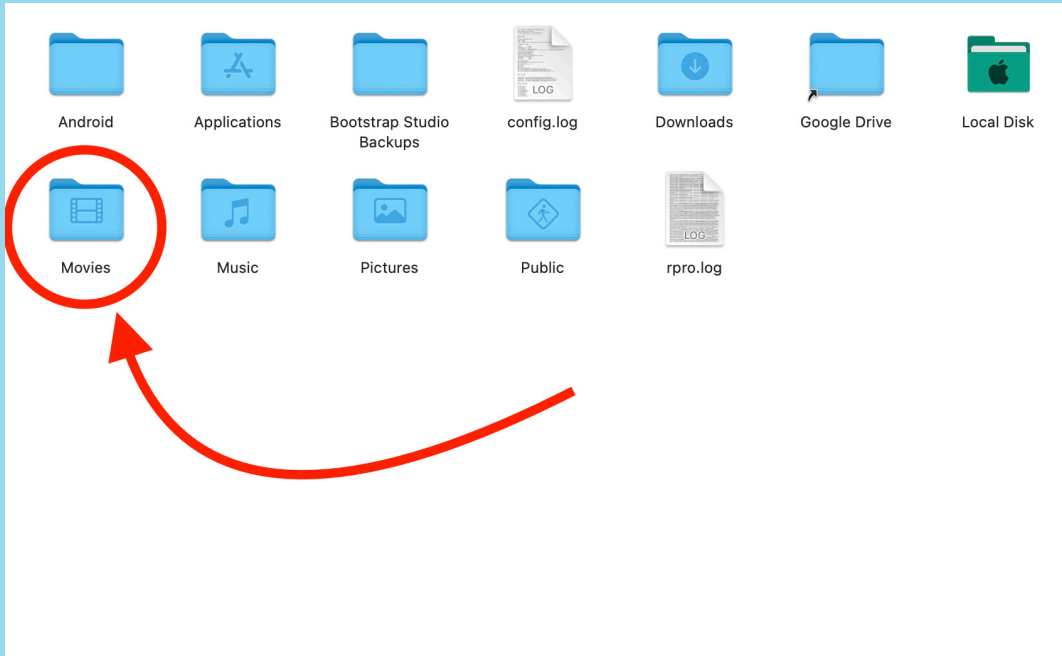 LOG
Android
Applications
Bootstrap Studio
Backups
config.log
Downloads
Google Drive
Local Disk
LOG
Movies
Music
Pictures
Public
rpro.log